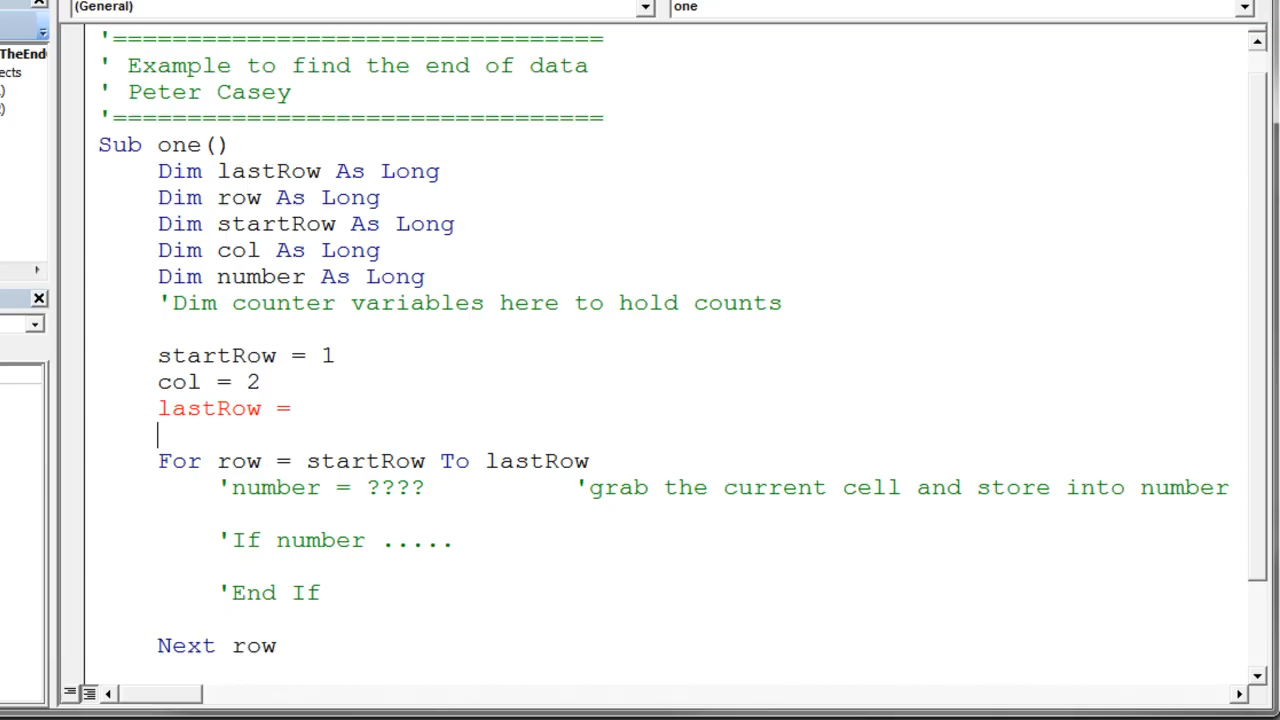 (General)
one
TheEnd
ects
)
)
'=================================
' Example to find the end of data
' Peter Casey
'=================================
Sub one()
Dim lastRow As Long
Dim row As Long
Dim startRow As Long
Dim col As Long
Dim number As Long
'Dim counter variables here to hold counts
startRow = 1
col = 2
lastRow =
For row = startRow To lastRow
'number = ???? 'grab the current cell and store into number
'If number .....
'End If
Next row